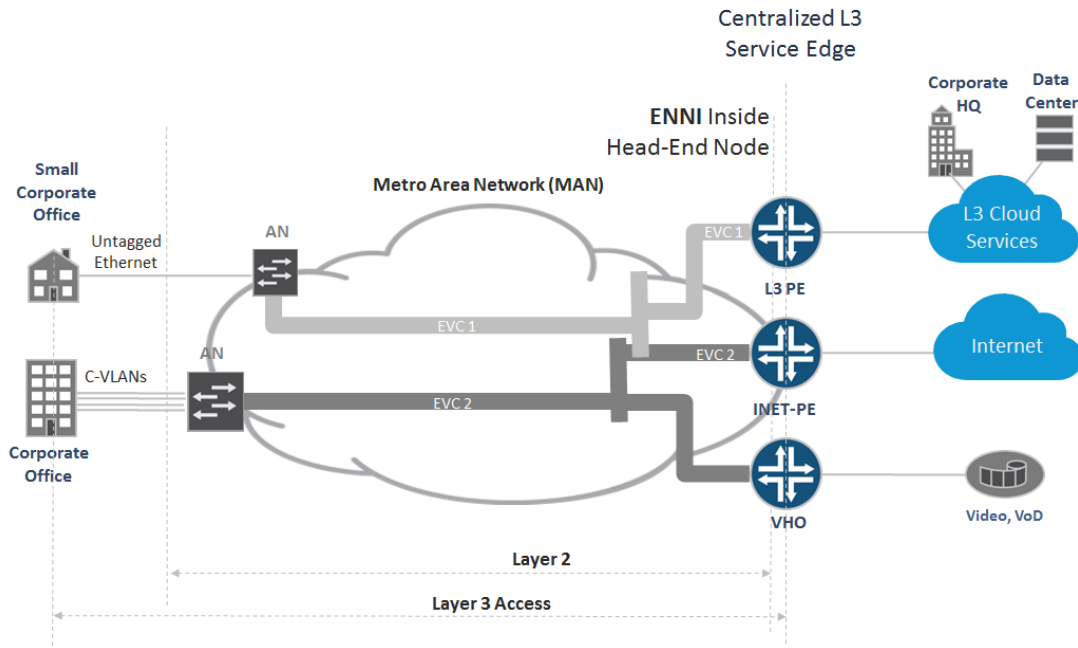 Centralized L3
Service Edge
Corporate
HQ
Data
Center
ENNI Inside
Head-End Node
Small
Corporate
Office
Metro Area Network (MAN)
Untagged
Ethernet
AN
EVC 1
L3 Cloud
Services
L3 PE
EVC 1
AN
EVC 2
Internet
C-VLANs
EVC 2
INET-PE
Corporate
Office
VHO
Video, VoD
Layer 2
Layer 3 Access